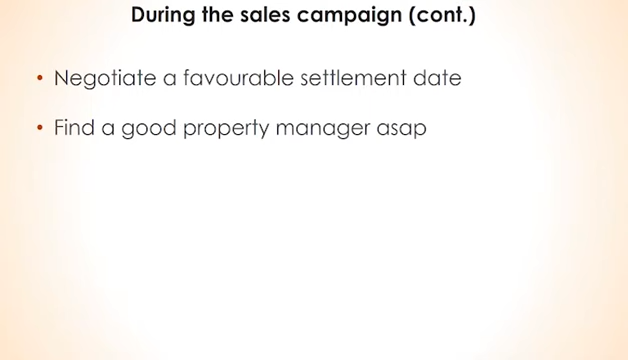 During the sales campaign (cont.)
• Negotiate a favourable settlement date
• Find a good property manager asap